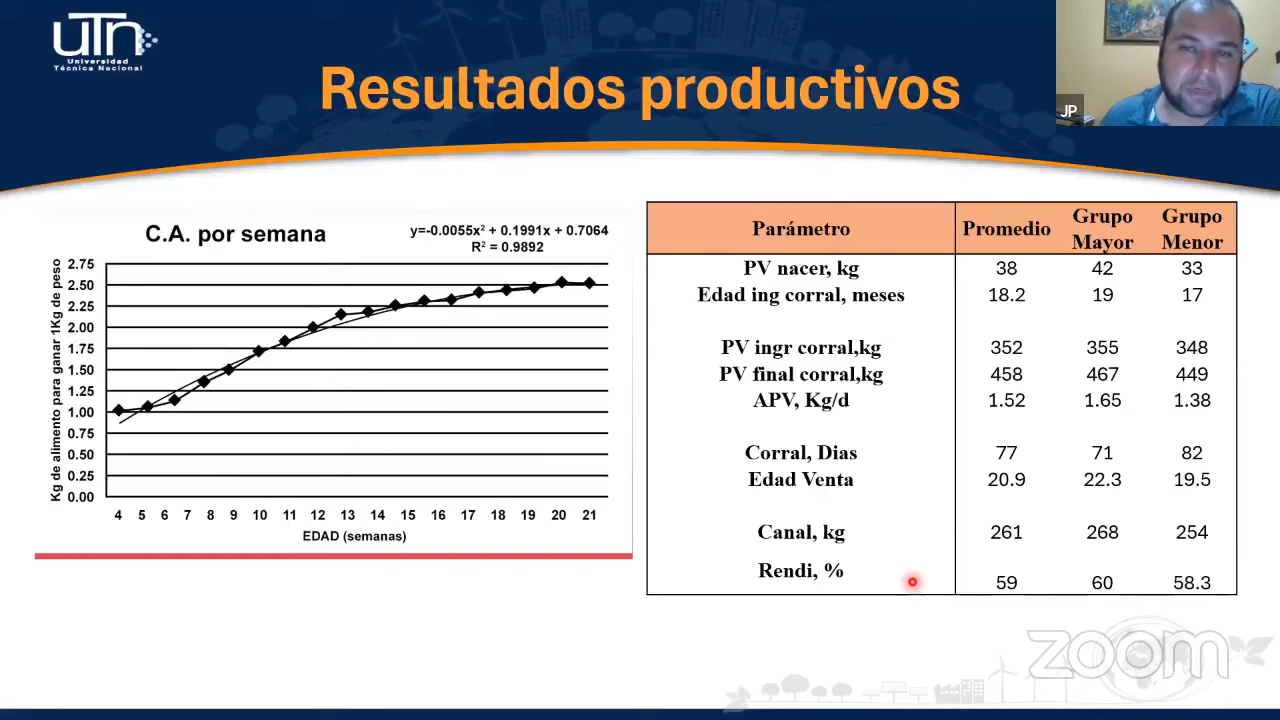 uTn
Universidad
Técnica Nacional
Resultados productivos
JP
C.A. por semana
y=-0.0055x² + 0.1991x + 0.7064
R² = 0.9892
Kg de alimento para ganar 1Kg de peso
2.75
2.50
2.25
2.00
1.75
1.50
1.25
1.00
0.75
0.50
0.25
0.00
4 5 6 7 8 9 10 11 12 13 14 15 16 17 18 19 20 21
EDAD (semanas)
Parámetro Promedio Grupo Mayor Grupo Menor
PV nacer, kg 38 42 33
Edad ing corral, meses 18.2 19 17
PV ingr corral,kg 352 355 348
PV final corral,kg 458 467 449
APV, Kg/d 1.52 1.65 1.38
Corral, Dias 77 71 82
Edad Venta 20.9 22.3 19.5
Canal, kg 261 268 254
Rendi, % 59 60 58.3
zoom